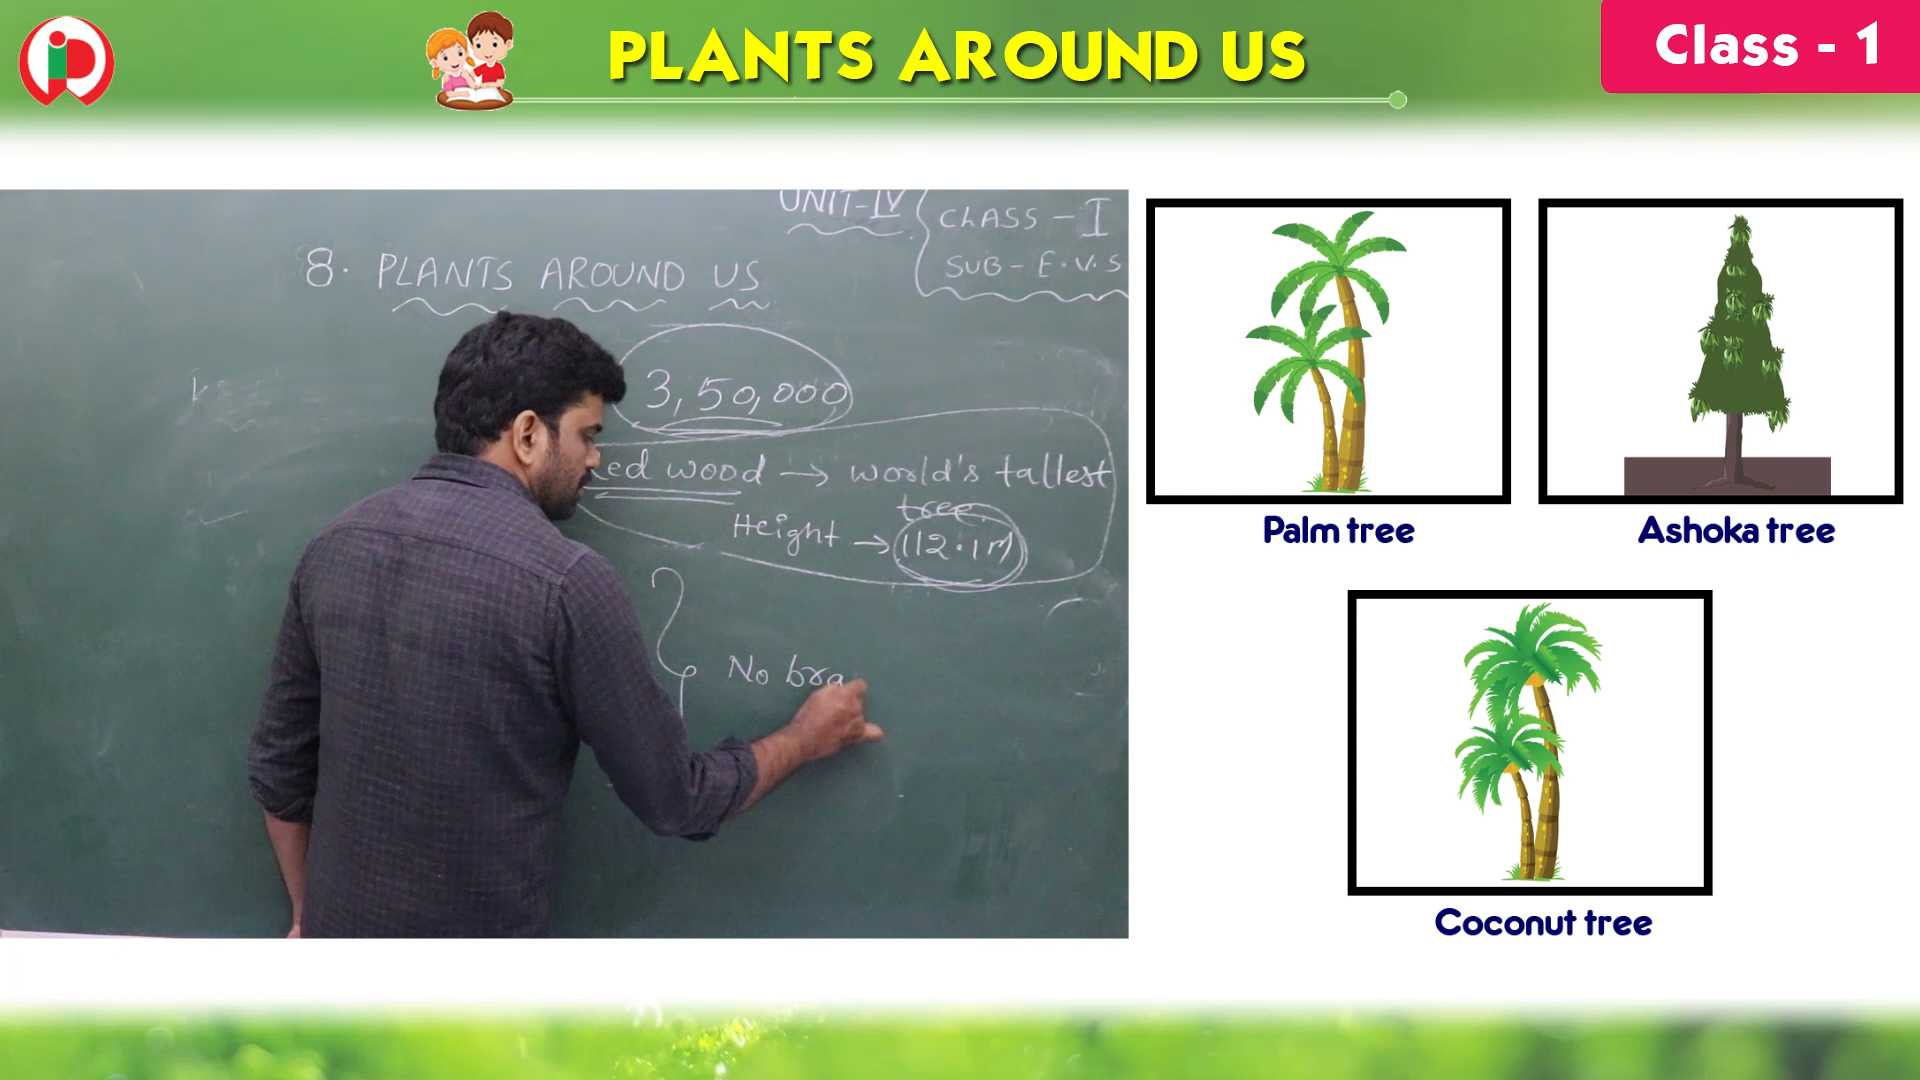 PLANTS AROUND US
Class - 1
UNIT-IV
CLASS - I
SUB - E.V.S
8. PLANTS AROUND US
3,50,000
ed wood → world's tallest
tree
Height → 112.1M
No bra
Palm tree
Ashoka tree
Coconut tree